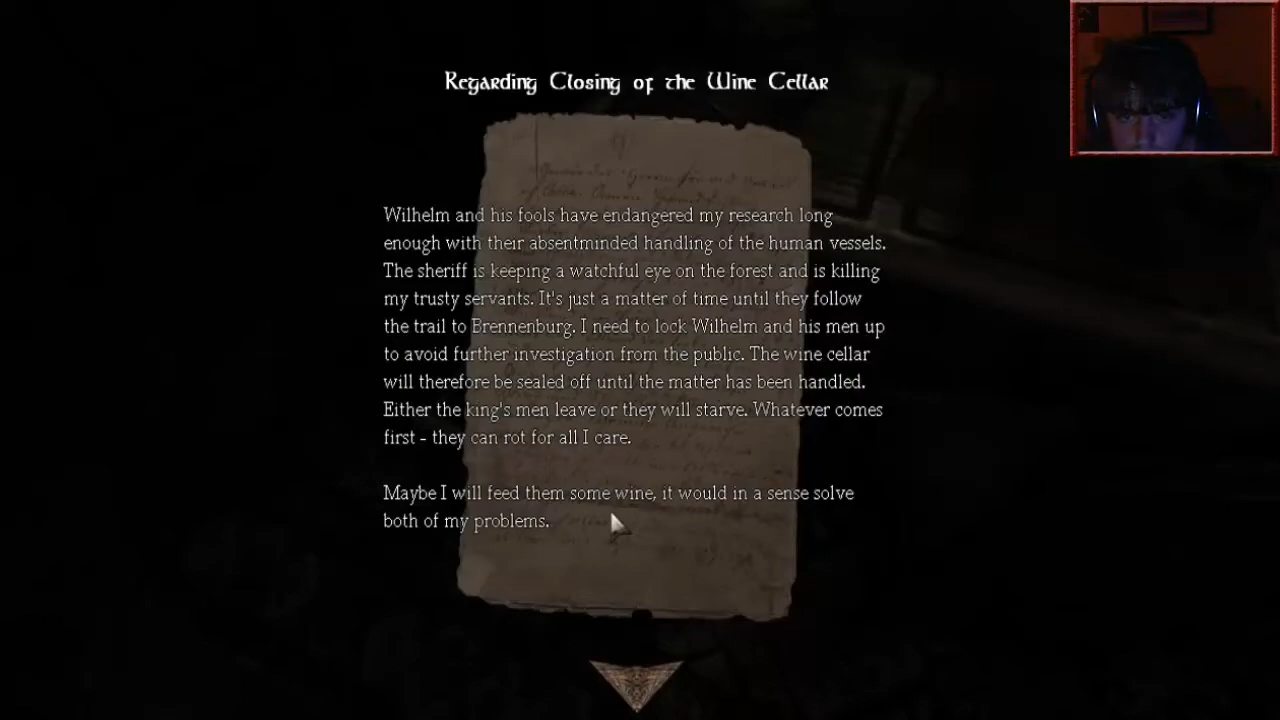 Regarding Closing of the Wine Cellar
Wilhelm and his fools have endangered my research long
enough with their absentminded handling of the human vessels.
The sheriff is keeping a watchful eye on the forest and is killing
my trusty servants. It's just a matter of time until they follow
the trail to Brennenburg. I need to lock Wilhelm and his men up
to avoid further investigation from the public. The wine cellar
will therefore be sealed off until the matter has been handled.
Either the king's men leave or they will starve. Whatever comes
first - they can rot for all I care.
Maybe I will feed them some wine, it would in a sense solve
both of my problems.